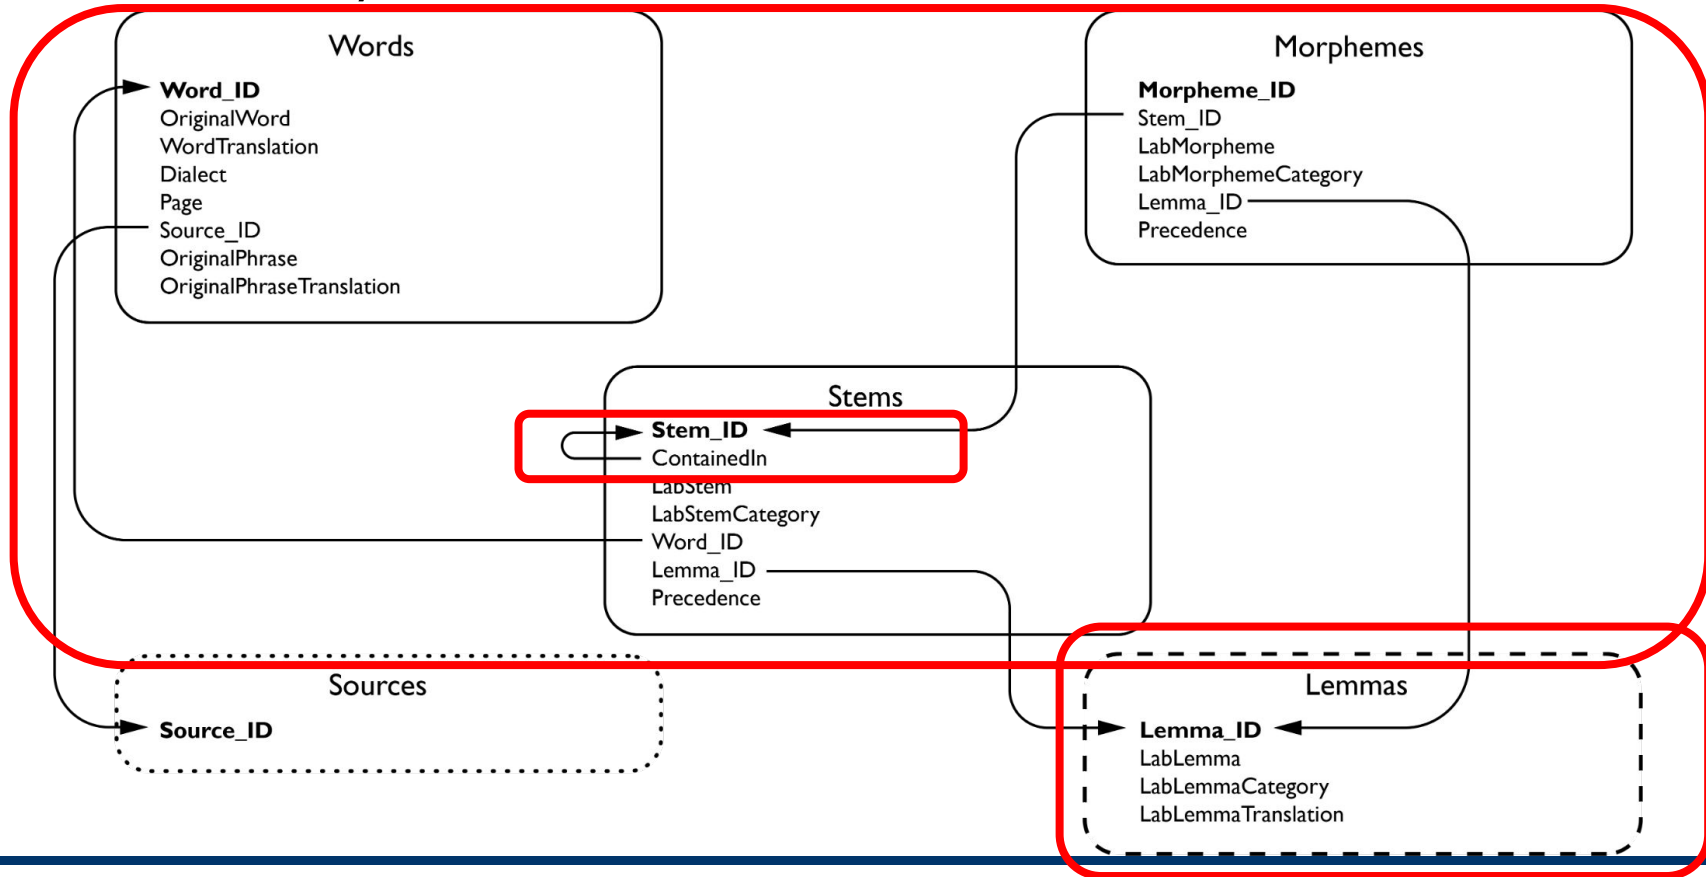 Words
Word_ID
OriginalWord
WordTranslation
Dialect
Page
Source_ID
OriginalPhrase
OriginalPhraseTranslation
Morphemes
Morpheme_ID
Stem_ID
LabMorpheme
LabMorphemeCategory
Lemma_ID
Precedence
Stems
Stem_ID
ContainedIn
LabStem
LabStemCategory
Word_ID
Lemma_ID
Precedence
Sources
Source_ID
Lemmas
Lemma_ID
LabLemma
LabLemmaCategory
LabLemmaTranslation